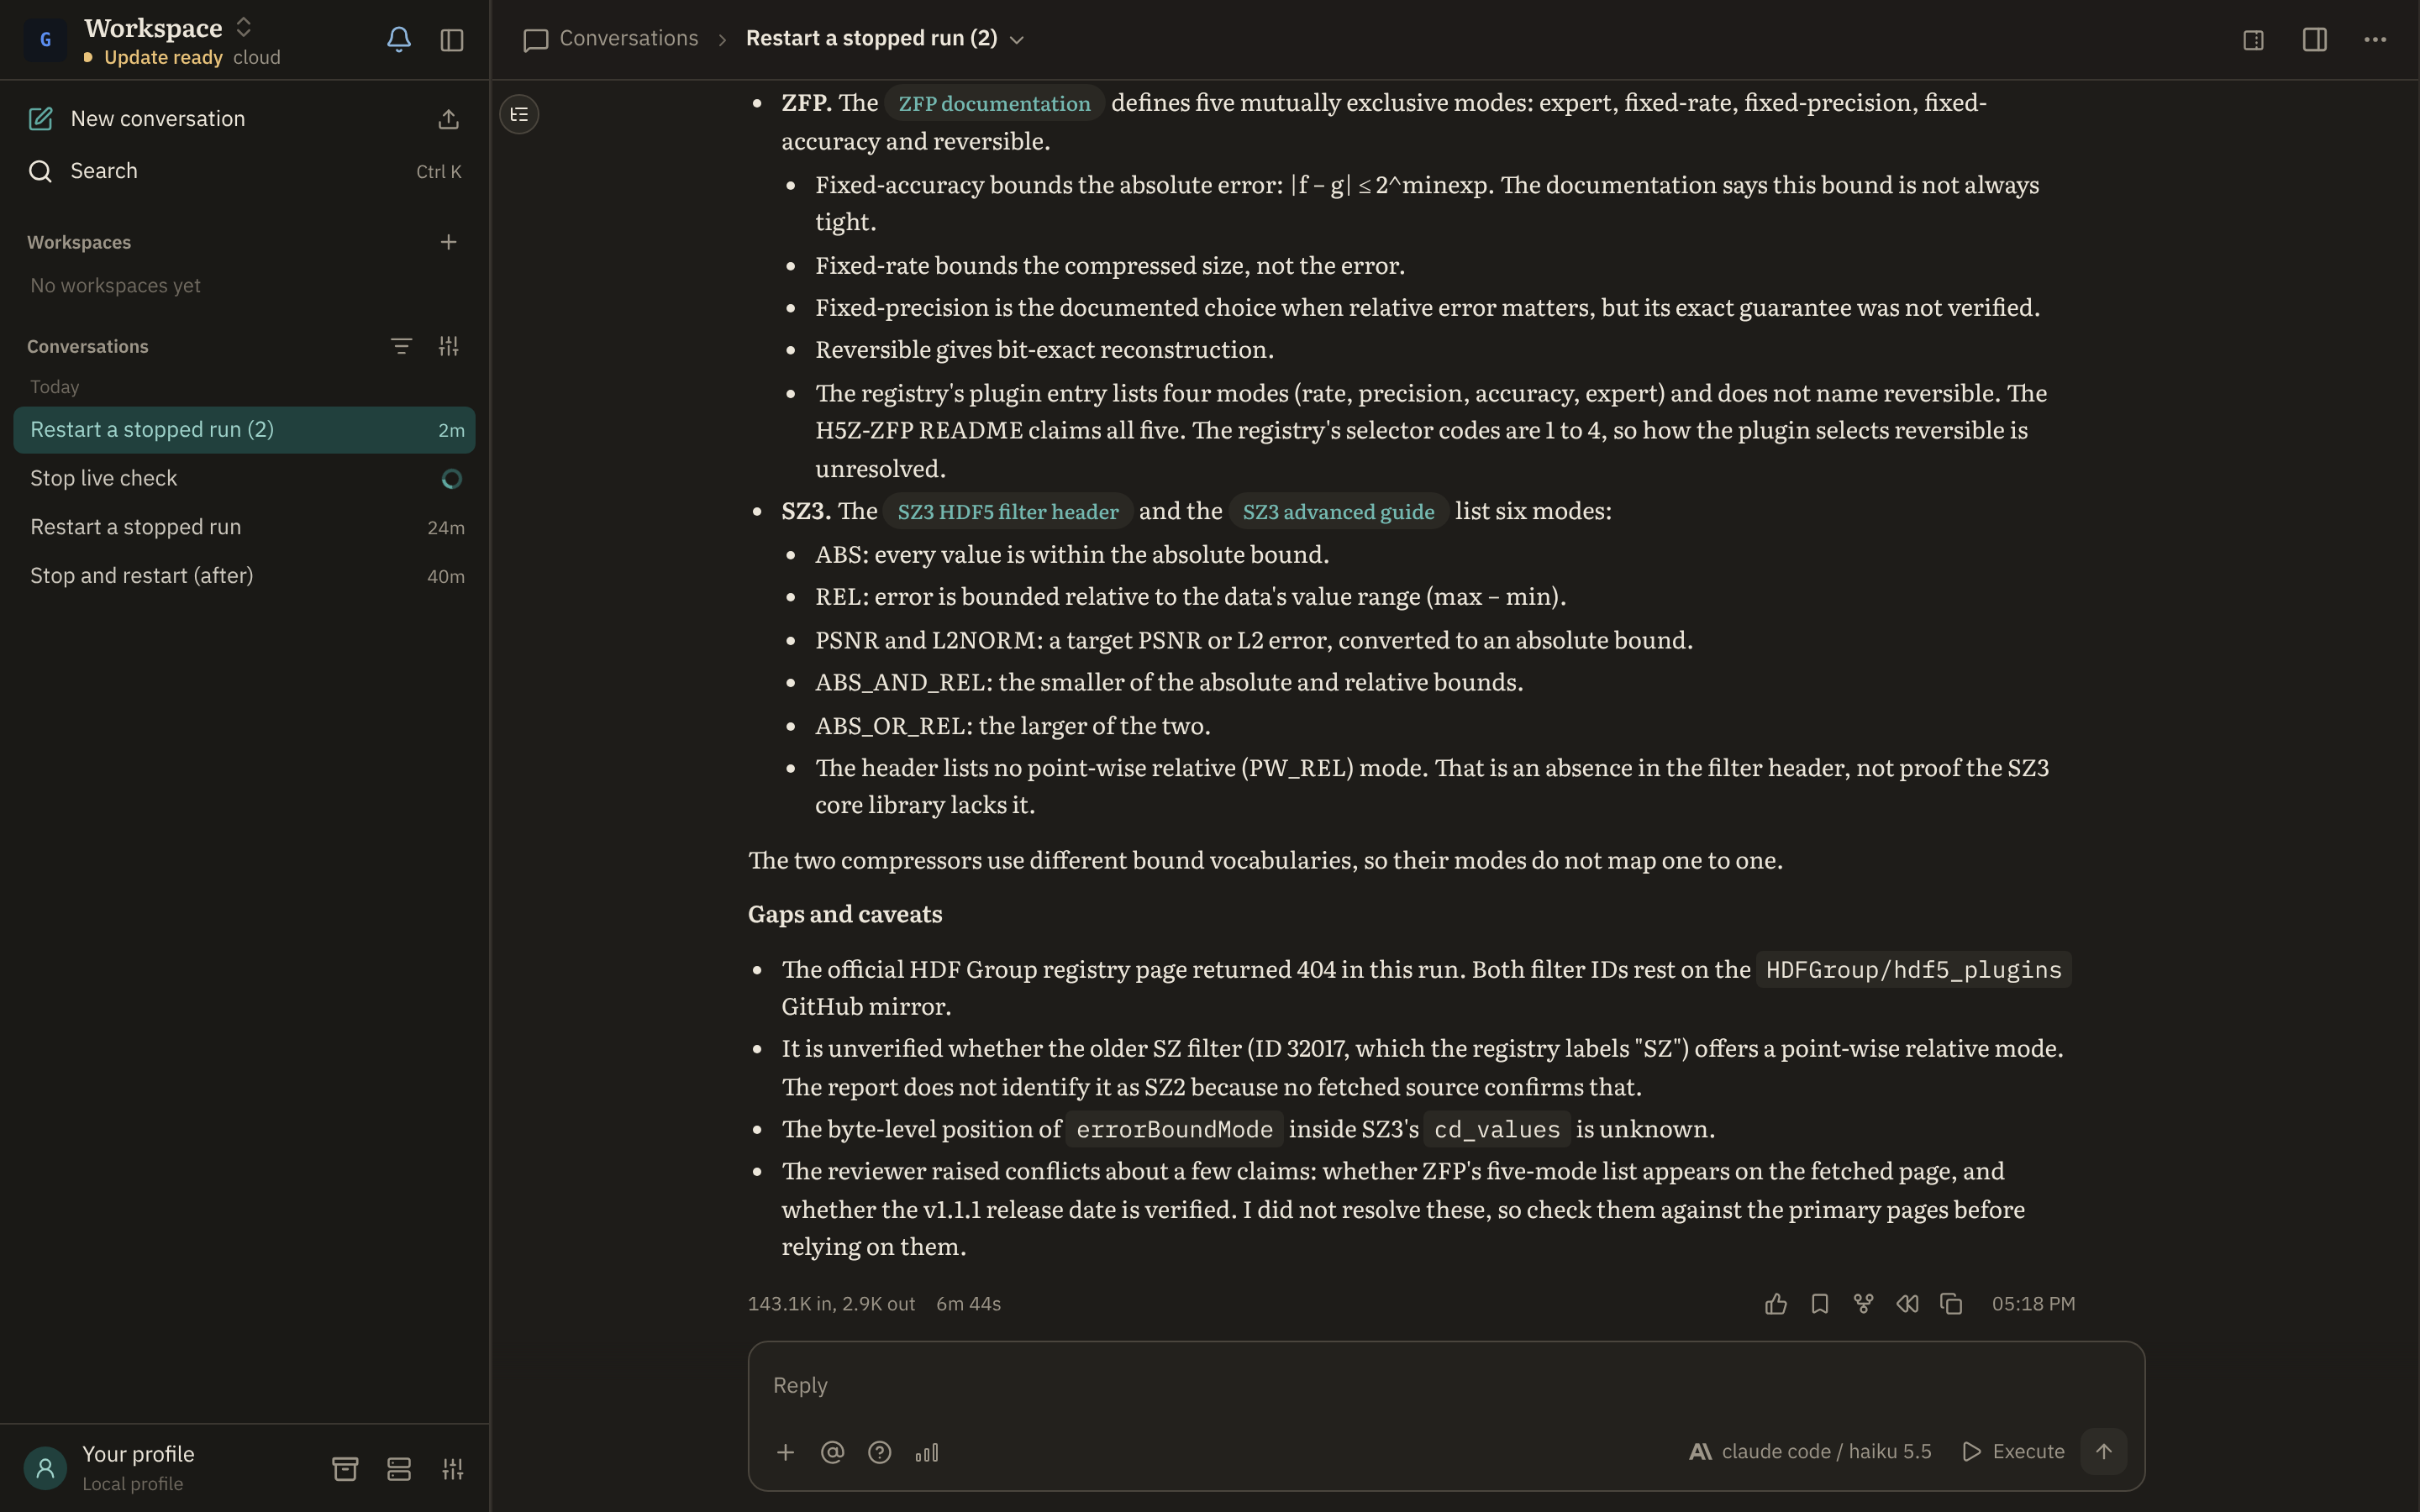 G
Workspace
Update ready cloud
New conversation
Search Ctrl K
Workspaces
No workspaces yet
Conversations
Today
Restart a stopped run (2) 2m
Stop live check
Restart a stopped run 24m
Stop and restart (after) 40m
Your profile
Local profile
Conversations > Restart a stopped run (2)
• ZFP. The ZFP documentation defines five mutually exclusive modes: expert, fixed-rate, fixed-precision, fixed-
accuracy and reversible.
• Fixed-accuracy bounds the absolute error: |f − g| ≤ 2^minexp. The documentation says this bound is not always
tight.
• Fixed-rate bounds the compressed size, not the error.
• Fixed-precision is the documented choice when relative error matters, but its exact guarantee was not verified.
• Reversible gives bit-exact reconstruction.
• The registry's plugin entry lists four modes (rate, precision, accuracy, expert) and does not name reversible. The
H5Z-ZFP README claims all five. The registry's selector codes are 1 to 4, so how the plugin selects reversible is
unresolved.
• SZ3. The SZ3 HDF5 filter header and the SZ3 advanced guide list six modes:
• ABS: every value is within the absolute bound.
• REL: error is bounded relative to the data's value range (max − min).
• PSNR and L2NORM: a target PSNR or L2 error, converted to an absolute bound.
• ABS_AND_REL: the smaller of the absolute and relative bounds.
• ABS_OR_REL: the larger of the two.
• The header lists no point-wise relative (PW_REL) mode. That is an absence in the filter header, not proof the SZ3
core library lacks it.
The two compressors use different bound vocabularies, so their modes do not map one to one.
Gaps and caveats
• The official HDF Group registry page returned 404 in this run. Both filter IDs rest on the HDFGroup/hdf5_plugins
GitHub mirror.
• It is unverified whether the older SZ filter (ID 32017, which the registry labels "SZ") offers a point-wise relative mode.
The report does not identify it as SZ2 because no fetched source confirms that.
• The byte-level position of errorBoundMode inside SZ3's cd_values is unknown.
• The reviewer raised conflicts about a few claims: whether ZFP's five-mode list appears on the fetched page, and
whether the v1.1.1 release date is verified. I did not resolve these, so check them against the primary pages before
relying on them.
143.1K in, 2.9K out 6m 44s 05:18 PM
Reply
claude code / haiku 5.5 Execute